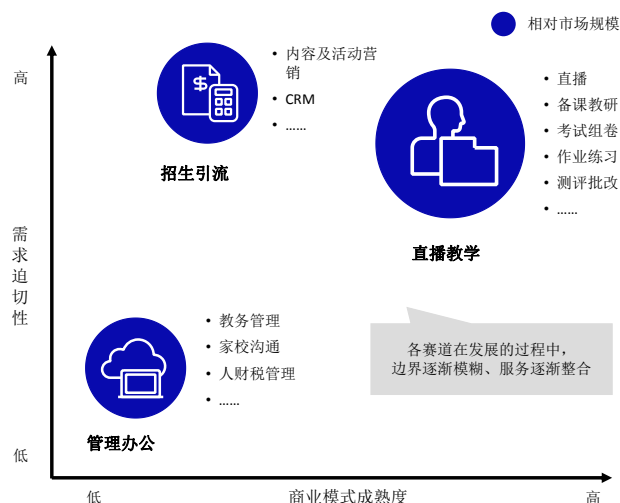 相对市场规模
高
• 内容及活动营
销
• CRM
• ……
招生引流
$
• 直播
• 备课教研
• 考试组卷
• 作业练习
• 测评批改
• ……
直播教学
需
求
迫
切
性
• 教务管理
• 家校沟通
• 人财税管理
• ……
管理办公
各赛道在发展的过程中，
边界逐渐模糊、服务逐渐整合
低
低
商业模式成熟度
高